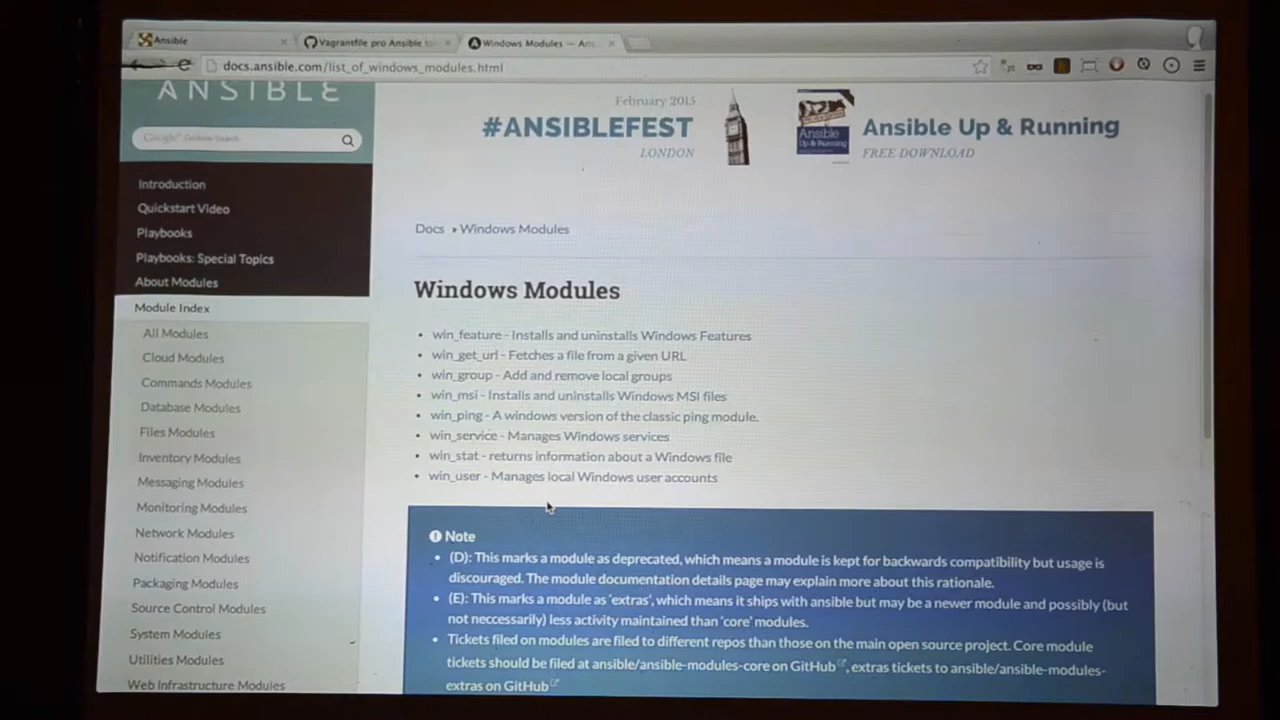 Ansible
Vagrantfile pro Ansible
Windows Modules — Ans
docs.ansible.com/list_of_windows_modules.html
ANSIBLE
Google Custom Search
February 2015
#ANSIBLEFEST
LONDON
Ansible
Up & Running
Ansible Up & Running
FREE DOWNLOAD
Introduction
Quickstart Video
Playbooks
Playbooks: Special Topics
About Modules
Module Index
All Modules
Cloud Modules
Commands Modules
Database Modules
Files Modules
Inventory Modules
Messaging Modules
Monitoring Modules
Network Modules
Notification Modules
Packaging Modules
Source Control Modules
System Modules
Utilities Modules
Web Infrastructure Modules
Docs » Windows Modules
Windows Modules
• win_feature - Installs and uninstalls Windows Features
• win_get_url - Fetches a file from a given URL
• win_group - Add and remove local groups
• win_msi - Installs and uninstalls Windows MSI files
• win_ping - A windows version of the classic ping module.
• win_service - Manages Windows services
• win_stat - returns information about a Windows file
• win_user - Manages local Windows user accounts
Note
• (D): This marks a module as deprecated, which means a module is kept for backwards compatibility but usage is
discouraged. The module documentation details page may explain more about this rationale.
• (E): This marks a module as 'extras', which means it ships with ansible but may be a newer module and possibly (but
not neccessarily) less activity maintained than 'core' modules.
• Tickets filed on modules are filed to different repos than those on the main open source project. Core module
tickets should be filed at ansible/ansible-modules-core on GitHub, extras tickets to ansible/ansible-modules-
extras on GitHub